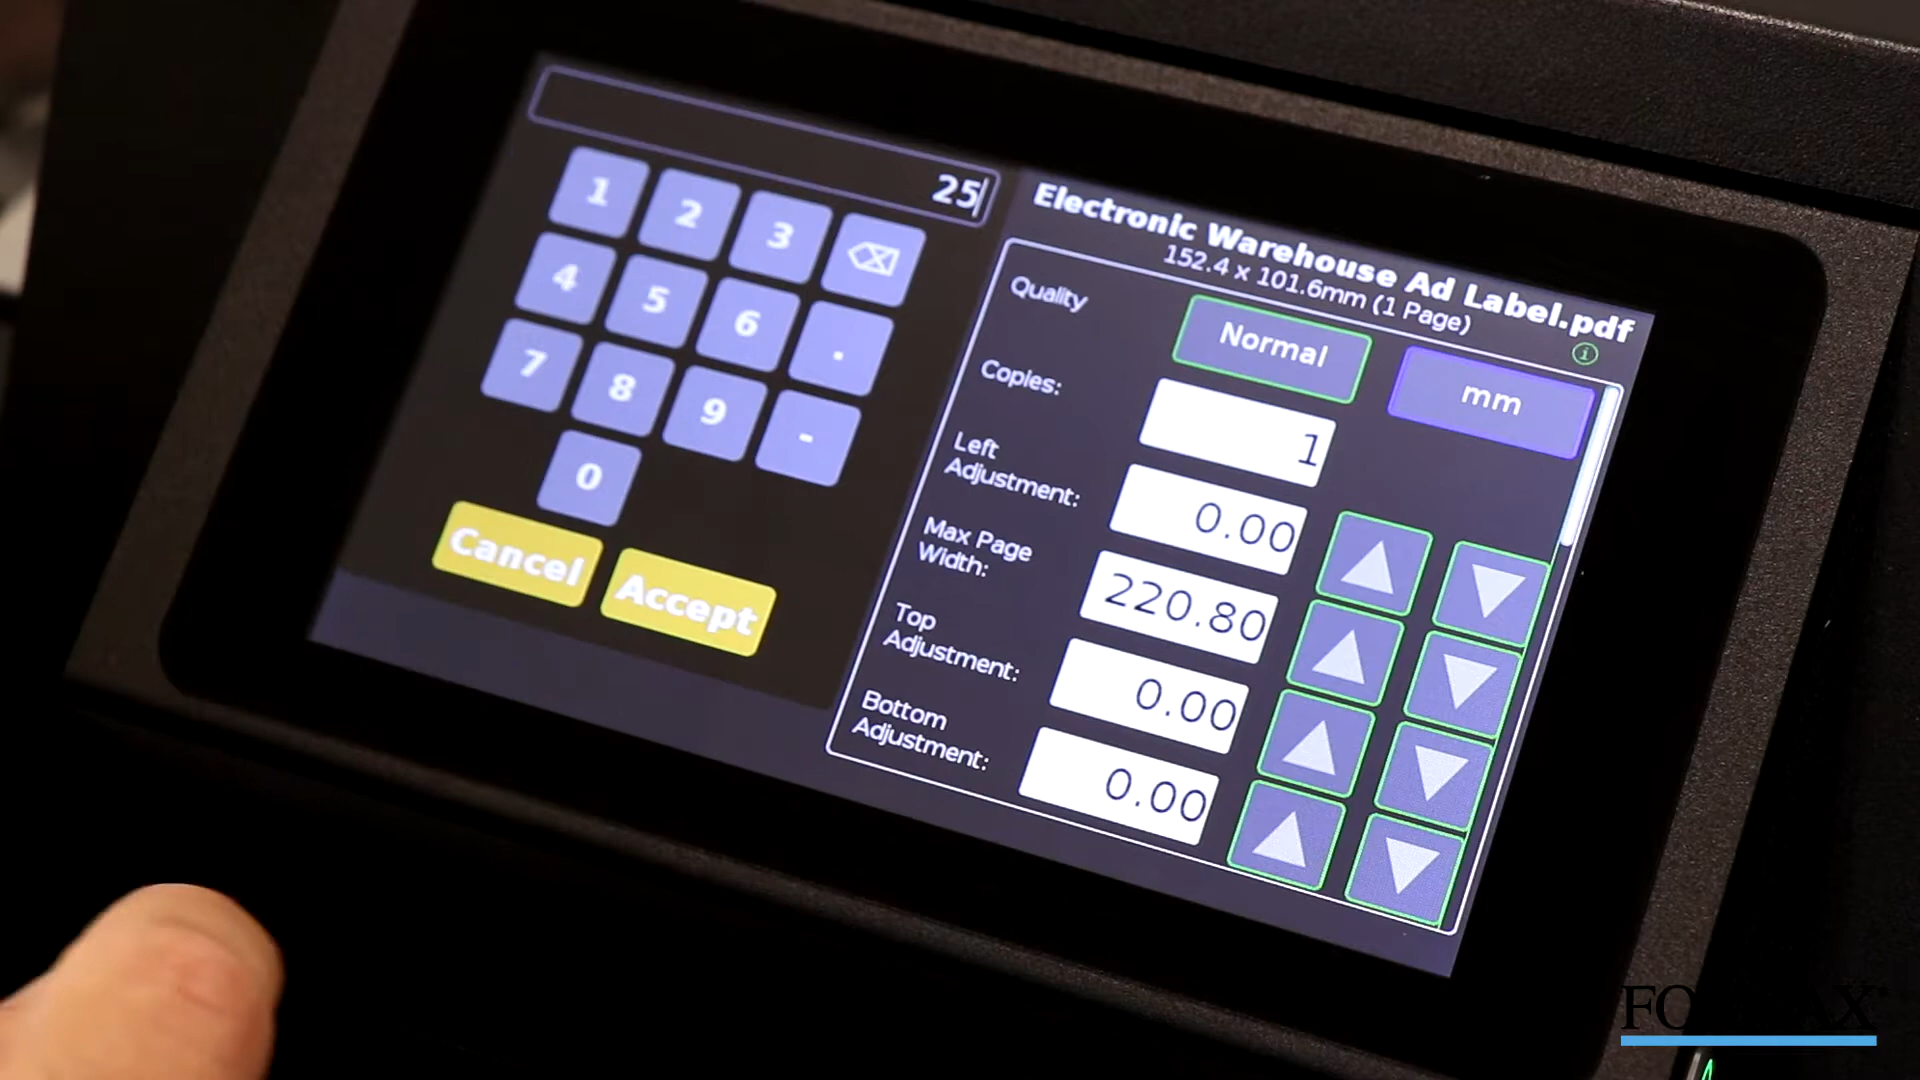 25
1 2 3
4 5 6 .
7 8 9 -
0
Cancel Accept
Electronic Warehouse Ad Label.pdf
152.4 x 101.6mm (1 Page)
Quality Normal mm
Copies: 1
Left
Adjustment: 0.00
Max Page
Width: 220.80
Top
Adjustment: 0.00
Bottom
Adjustment: 0.00